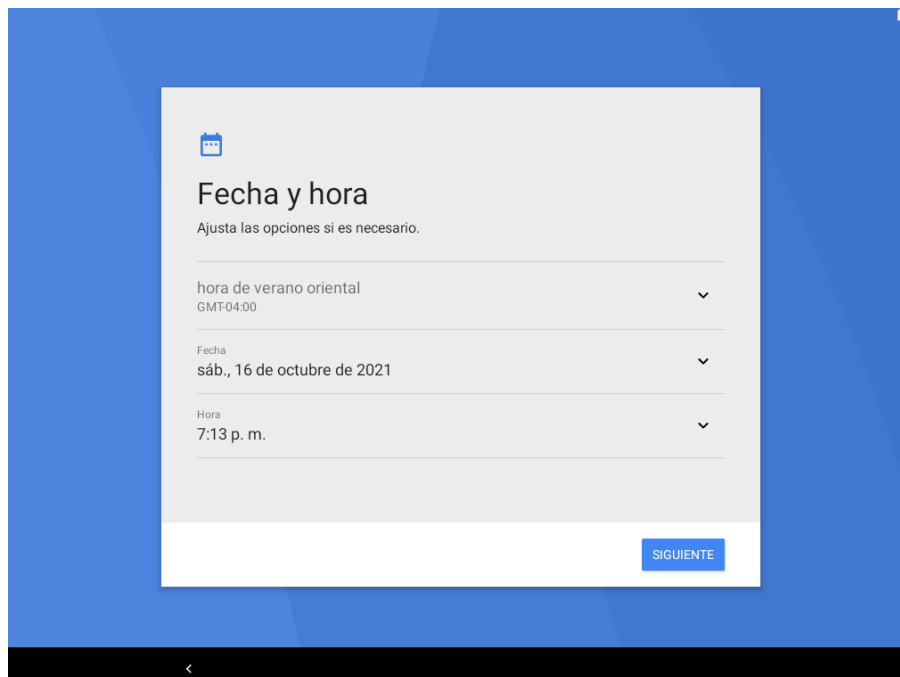 Fecha y hora
Ajusta las opciones si es necesario.
hora de verano oriental
GMT-04:00
Fecha
sáb., 16 de octubre de 2021
Hora
7:13 p. m.
SIGUIENTE